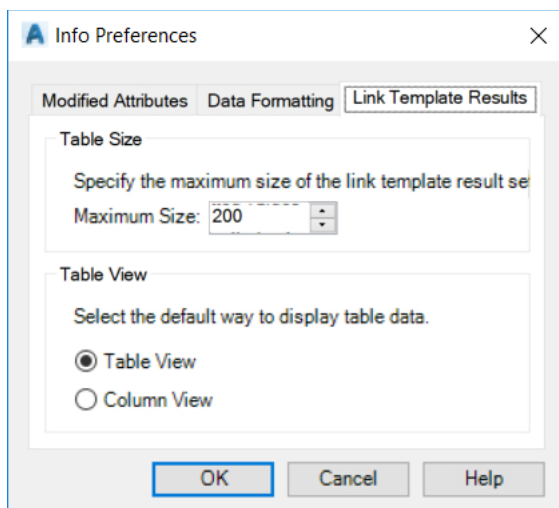 Info Preferences
Modified Attributes Data Formatting Link Template Results
Table Size
Specify the maximum size of the link template result se
Maximum Size: 200
Table View
Select the default way to display table data.
Table View
Column View
OK Cancel Help